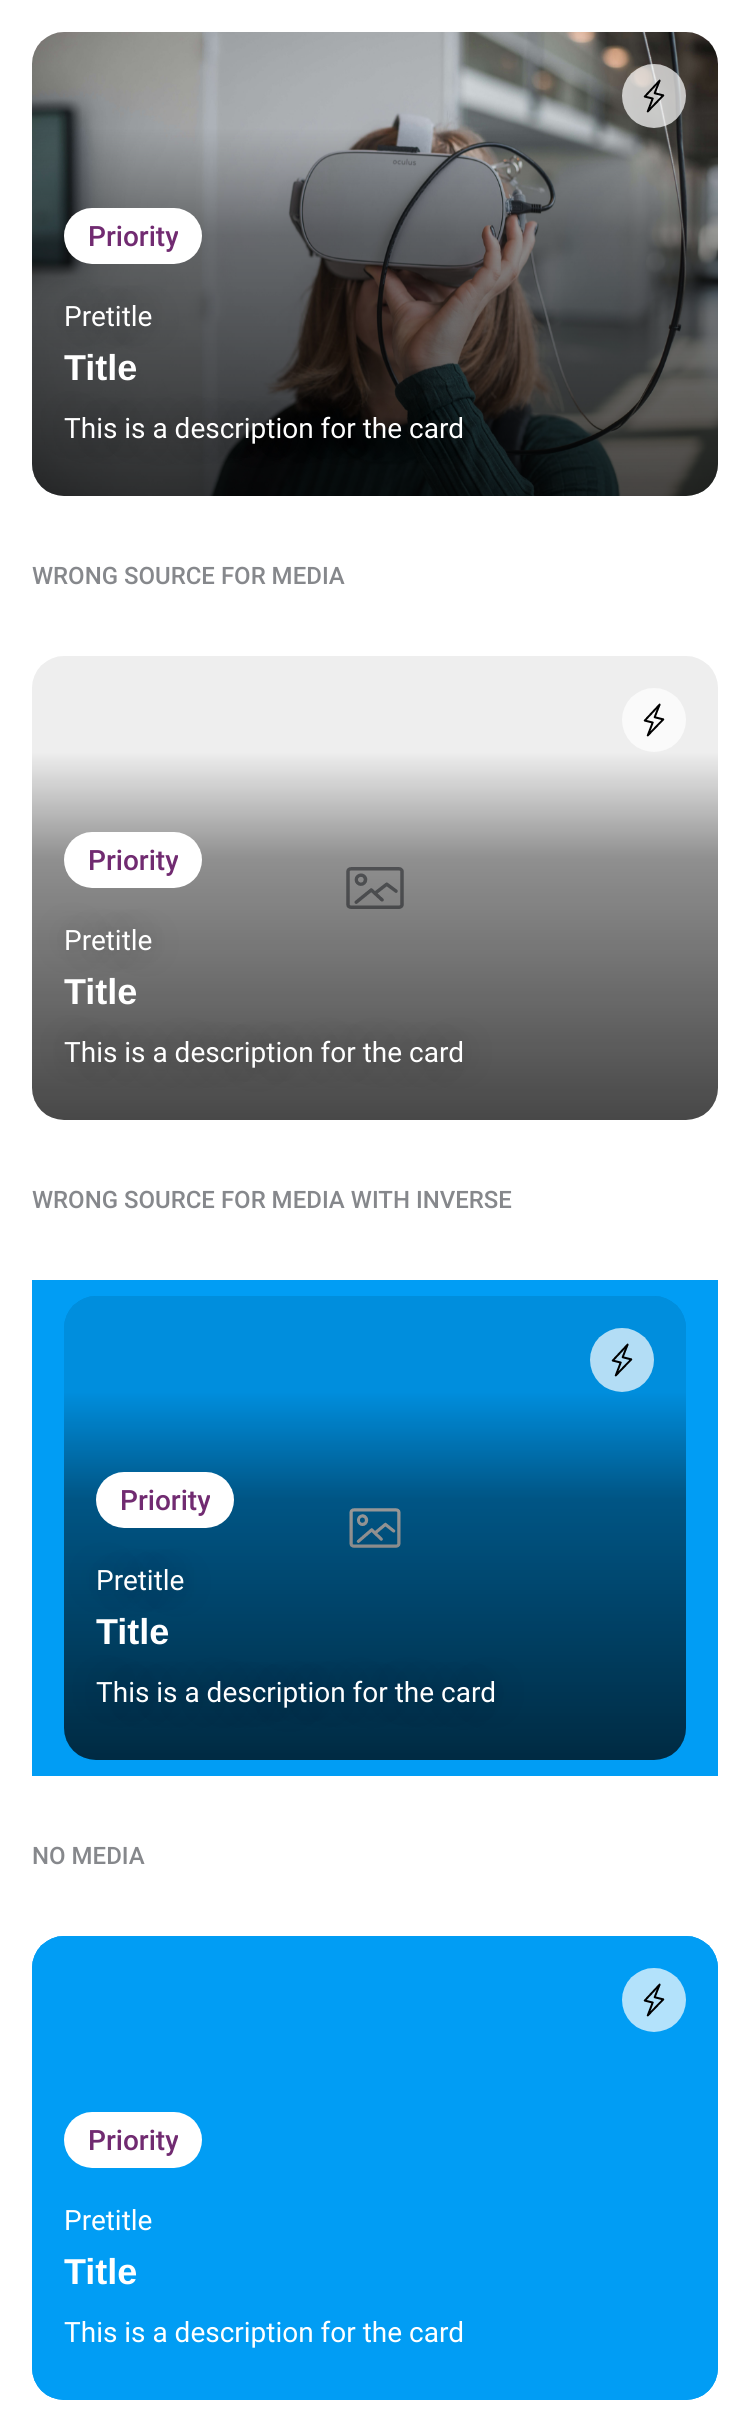 oculus
Priority
Pretitle
Title
This is a description for the card
WRONG SOURCE FOR MEDIA
Priority
Pretitle
Title
This is a description for the card
WRONG SOURCE FOR MEDIA WITH INVERSE
Priority
Pretitle
Title
This is a description for the card
NO MEDIA
Priority
Pretitle
Title
This is a description for the card